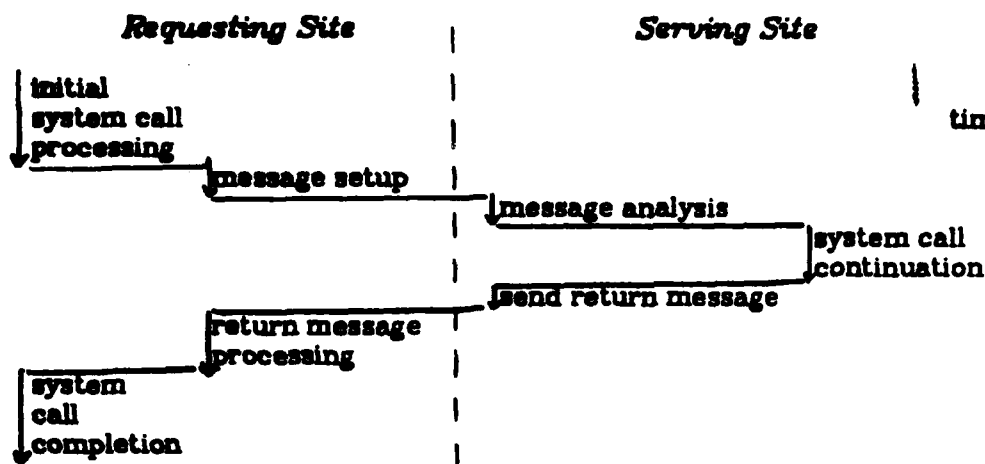 Requesting Site
Serving Site
initial
system call
processing
message setup
message analysis
system call
continuation
send return message
return message
processing
system
call
completion